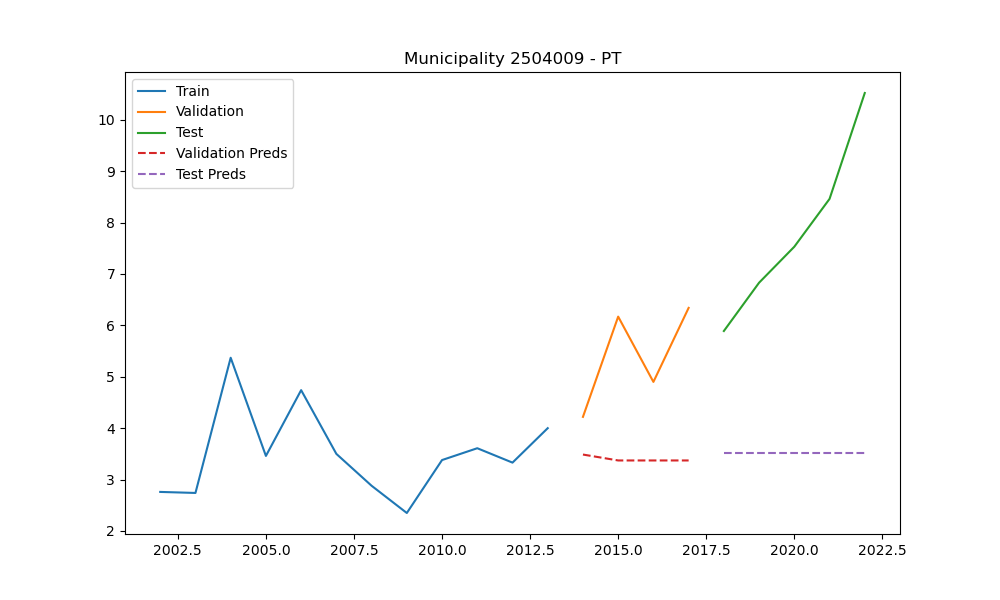 Municipality 2504009 - PT
Train
Validation
Test
Validation Preds
Test Preds
10
9
8
7
6
5
4
3
2
2002.5 2005.0 2007.5 2010.0 2012.5 2015.0 2017.5 2020.0 2022.5